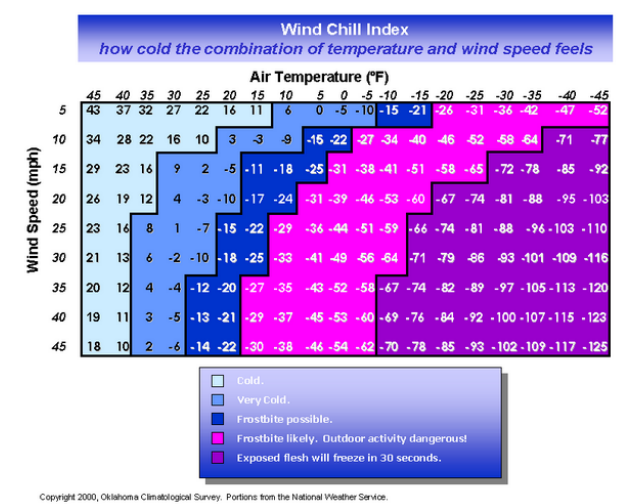 Wind Chill Index
how cold the combination of temperature and wind speed feels
Air Temperature (ºF)
45 40 35 30 25 20 15 10 5 0 -5 -10 -15 -20 -25 -30 -35 -40 -45
Wind Speed (mph)
5 43 37 32 27 22 16 11 6 0 -5 -10 -15 -21 -26 -31 -36 -42 -47 -52
10 34 28 22 16 10 3 -3 -9 -15 -22 -27 -34 -40 -46 -52 -58 -64 -71 -77
15 29 23 16 9 2 -5 -11 -18 -25 -31 -38 -41 -51 -58 -65 -72 -78 -85 -92
20 26 19 12 4 -3 -10 -17 -24 -31 -39 -46 -53 -60 -67 -74 -81 -88 -95 -103
25 23 16 8 1 -7 -15 -22 -29 -36 -44 -51 -59 -66 -74 -81 -88 -96 -103 -110
30 21 13 6 -2 -10 -18 -25 -33 -41 -49 -56 -64 -71 -79 -86 -93 -101 -109 -116
35 20 12 4 -4 -12 -20 -27 -35 -43 -52 -58 -67 -74 -82 -89 -97 -105 -113 -120
40 19 11 3 -5 -13 -21 -29 -37 -45 -53 -60 -69 -76 -84 -92 -100 -107 -115 -123
45 18 10 2 -6 -14 -22 -30 -38 -46 -54 -62 -70 -78 -85 -93 -102 -109 -117 -125
Cold.
Very Cold.
Frostbite possible.
Frostbite likely. Outdoor activity dangerous!
Exposed flesh will freeze in 30 seconds.
Copyright 2000, Oklahoma Climatological Survey. Portions from the National Weather Service.